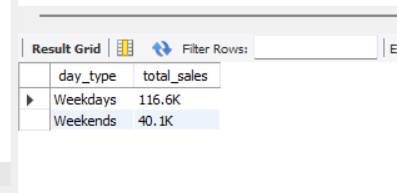 Result Grid Filter Rows: E
day_type total_sales
Weekdays 116.6K
Weekends 40.1K